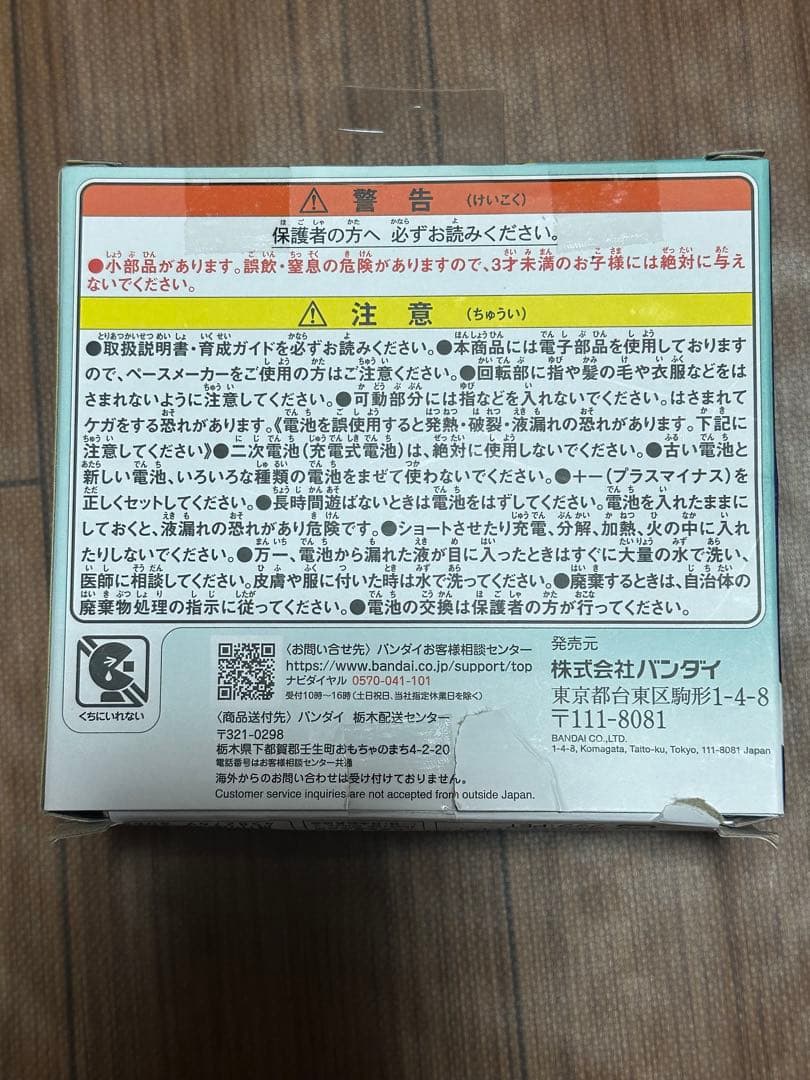 警告 (けいこく)
保護者の方へ 必ずお読みください。
●小部品があります。誤飲・窒息の危険がありますので、3才未満のお子様には絶対に与え
ないでください。
注意 (ちゅうい)
●取扱説明書・育成ガイドを必ずお読みください。●本商品には電子部品を使用しております
ので、ペースメーカーをご使用の方はご注意ください。●回転部に指や髪の毛や衣服などをは
さまれないように注意してください。●可動部分には指などを入れないでください。はさまれて
ケガをする恐れがあります。《電池を誤使用すると発熱・破裂・液漏れの恐れがあります。下記に
注意してください》●二次電池(充電式電池)は、絶対に使用しないでください。●古い電池と
新しい電池、いろいろな種類の電池をまぜて使わないでください。●+−(プラスマイナス)を
正しくセットしてください。●長時間遊ばないときは電池をはずしてください。電池を入れたままに
しておくと、液漏れの恐れがあり危険です。●ショートさせたり充電、分解、加熱、火の中に入れ
たりしないでください。●万一、電池から漏れた液が目に入ったときはすぐに大量の水で洗い、
医師に相談してください。皮膚や服に付いた時は水で洗ってください。●廃棄するときは、自治体の
廃棄物処理の指示に従ってください。●電池の交換は保護者の方が行ってください。
くちにいれない
〈お問い合せ先〉バンダイお客様相談センター
https://www.bandai.co.jp/support/top
ナビダイヤル 0570-041-101
受付10時〜16時(土日祝日、当社指定休業日を除く)
〈商品送付先〉バンダイ 栃木配送センター
〒321-0298
栃木県下都賀郡壬生町おもちゃのまち4-2-20
電話番号はお客様相談センター共通
海外からのお問い合わせは受け付けておりません。
Customer service inquiries are not accepted from outside Japan.
発売元
株式会社バンダイ
東京都台東区駒形1-4-8
〒111-8081
BANDAI CO.,LTD.
1-4-8, Komagata, Taito-ku, Tokyo, 111-8081 Japan